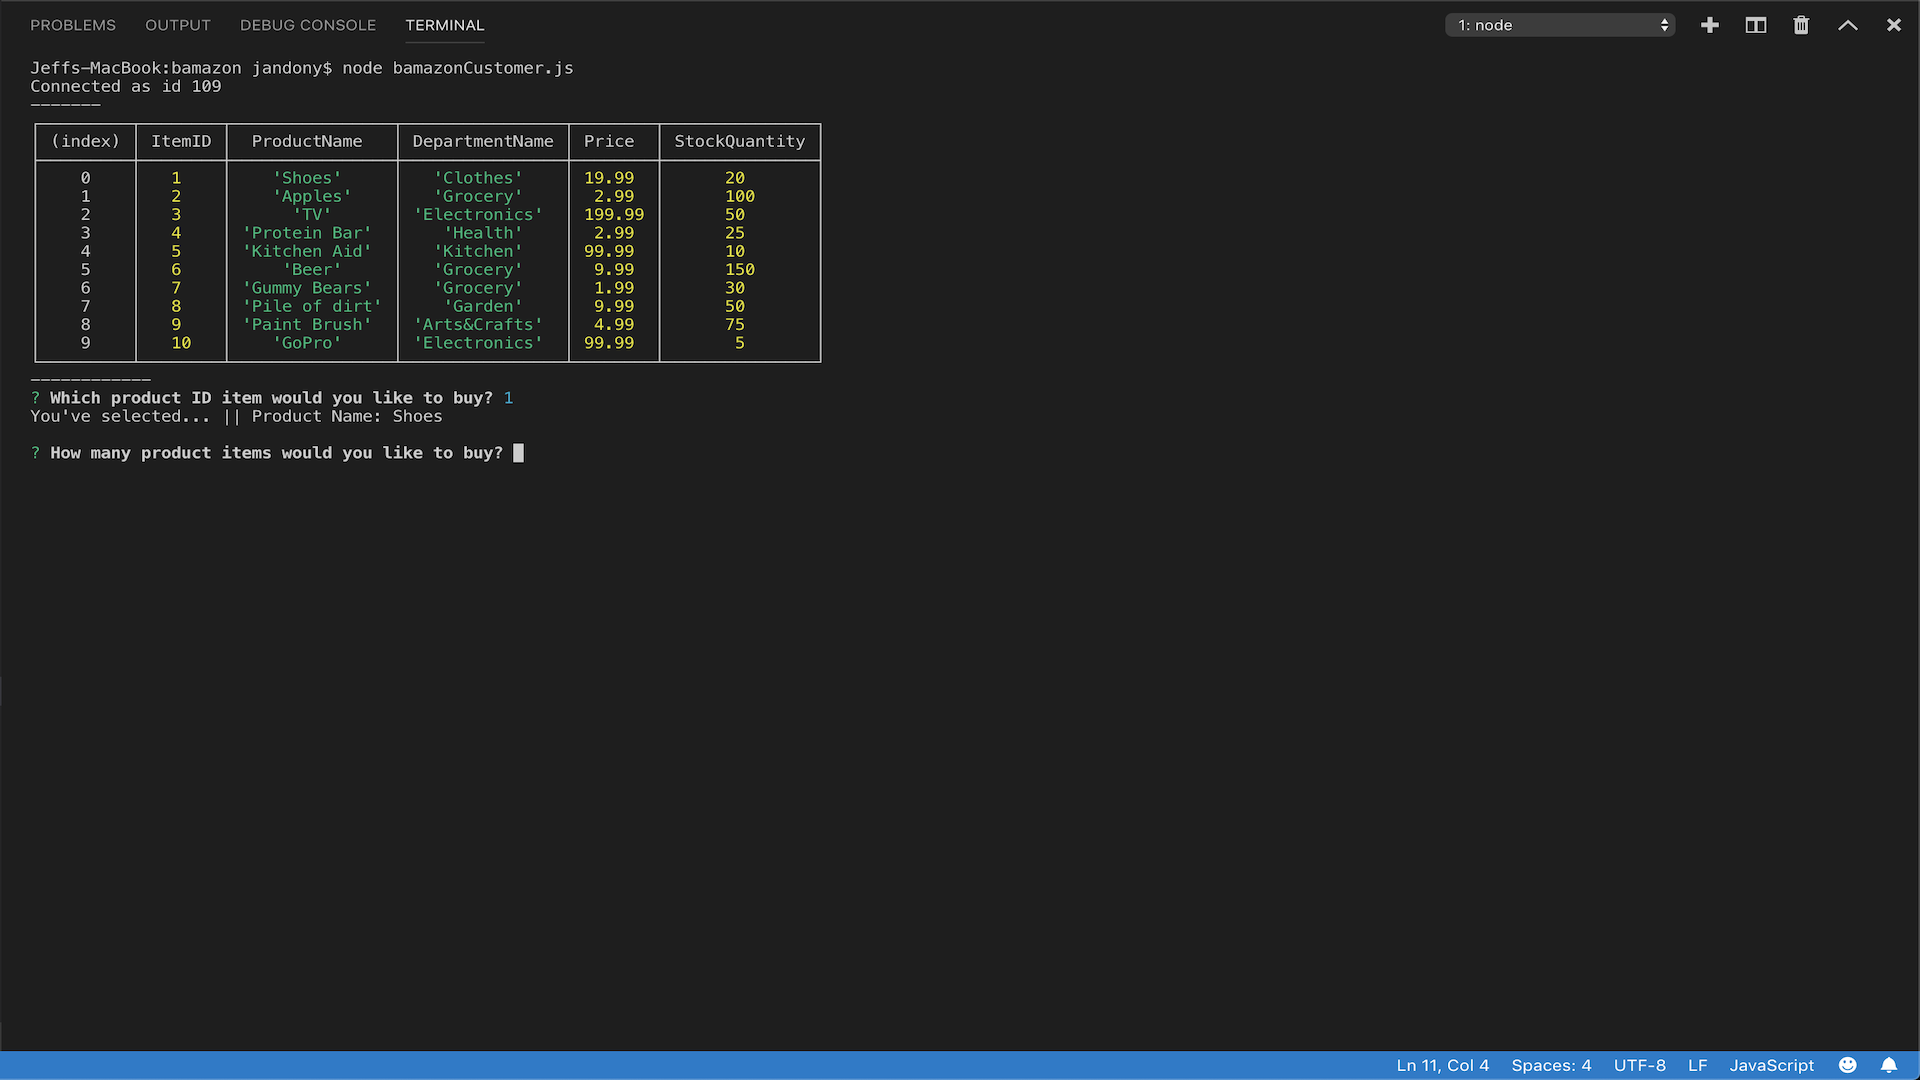 PROBLEMS OUTPUT DEBUG CONSOLE TERMINAL 1: node
Jeffs-MacBook:bamazon jandony$ node bamazonCustomer.js
Connected as id 109
-------
(index) ItemID ProductName DepartmentName Price StockQuantity
0 1 'Shoes' 'Clothes' 19.99 20
1 2 'Apples' 'Grocery' 2.99 100
2 3 'TV' 'Electronics' 199.99 50
3 4 'Protein Bar' 'Health' 2.99 25
4 5 'Kitchen Aid' 'Kitchen' 99.99 10
5 6 'Beer' 'Grocery' 9.99 150
6 7 'Gummy Bears' 'Grocery' 1.99 30
7 8 'Pile of dirt' 'Garden' 9.99 50
8 9 'Paint Brush' 'Arts&Crafts' 4.99 75
9 10 'GoPro' 'Electronics' 99.99 5
------------
? Which product ID item would you like to buy? 1
You've selected... || Product Name: Shoes
? How many product items would you like to buy?
Ln 11, Col 4 Spaces: 4 UTF-8 LF JavaScript